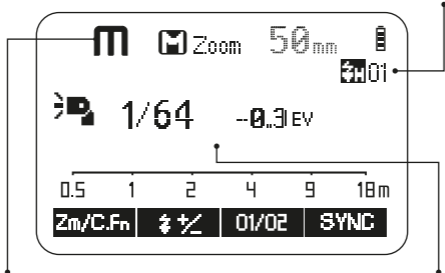 m M Zoom 50mm
H01
1/64 -0.3EV
0.5 1 2 4 9 18m
Zm/C.Fn +/- 01/02 SYNC